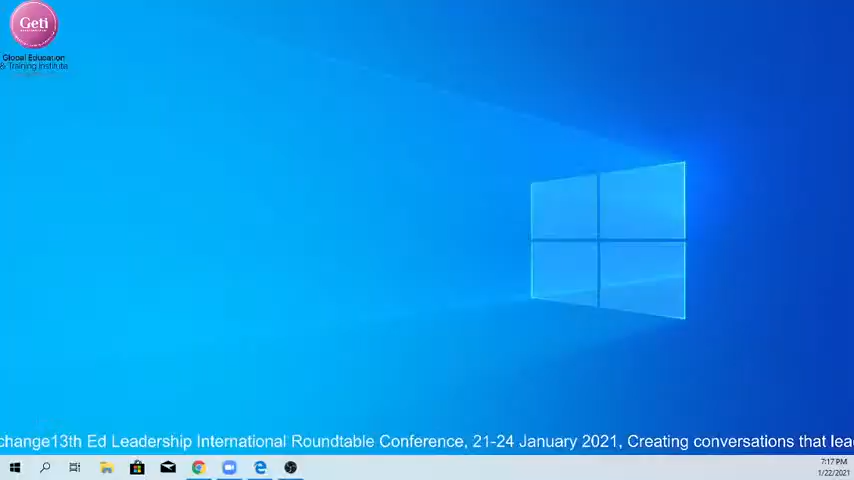 Geti
Global Education
& Training Institute
change13th Ed Leadership International Roundtable Conference, 21-24 January 2021, Creating conversations that lea
7:17 PM
1/22/2021